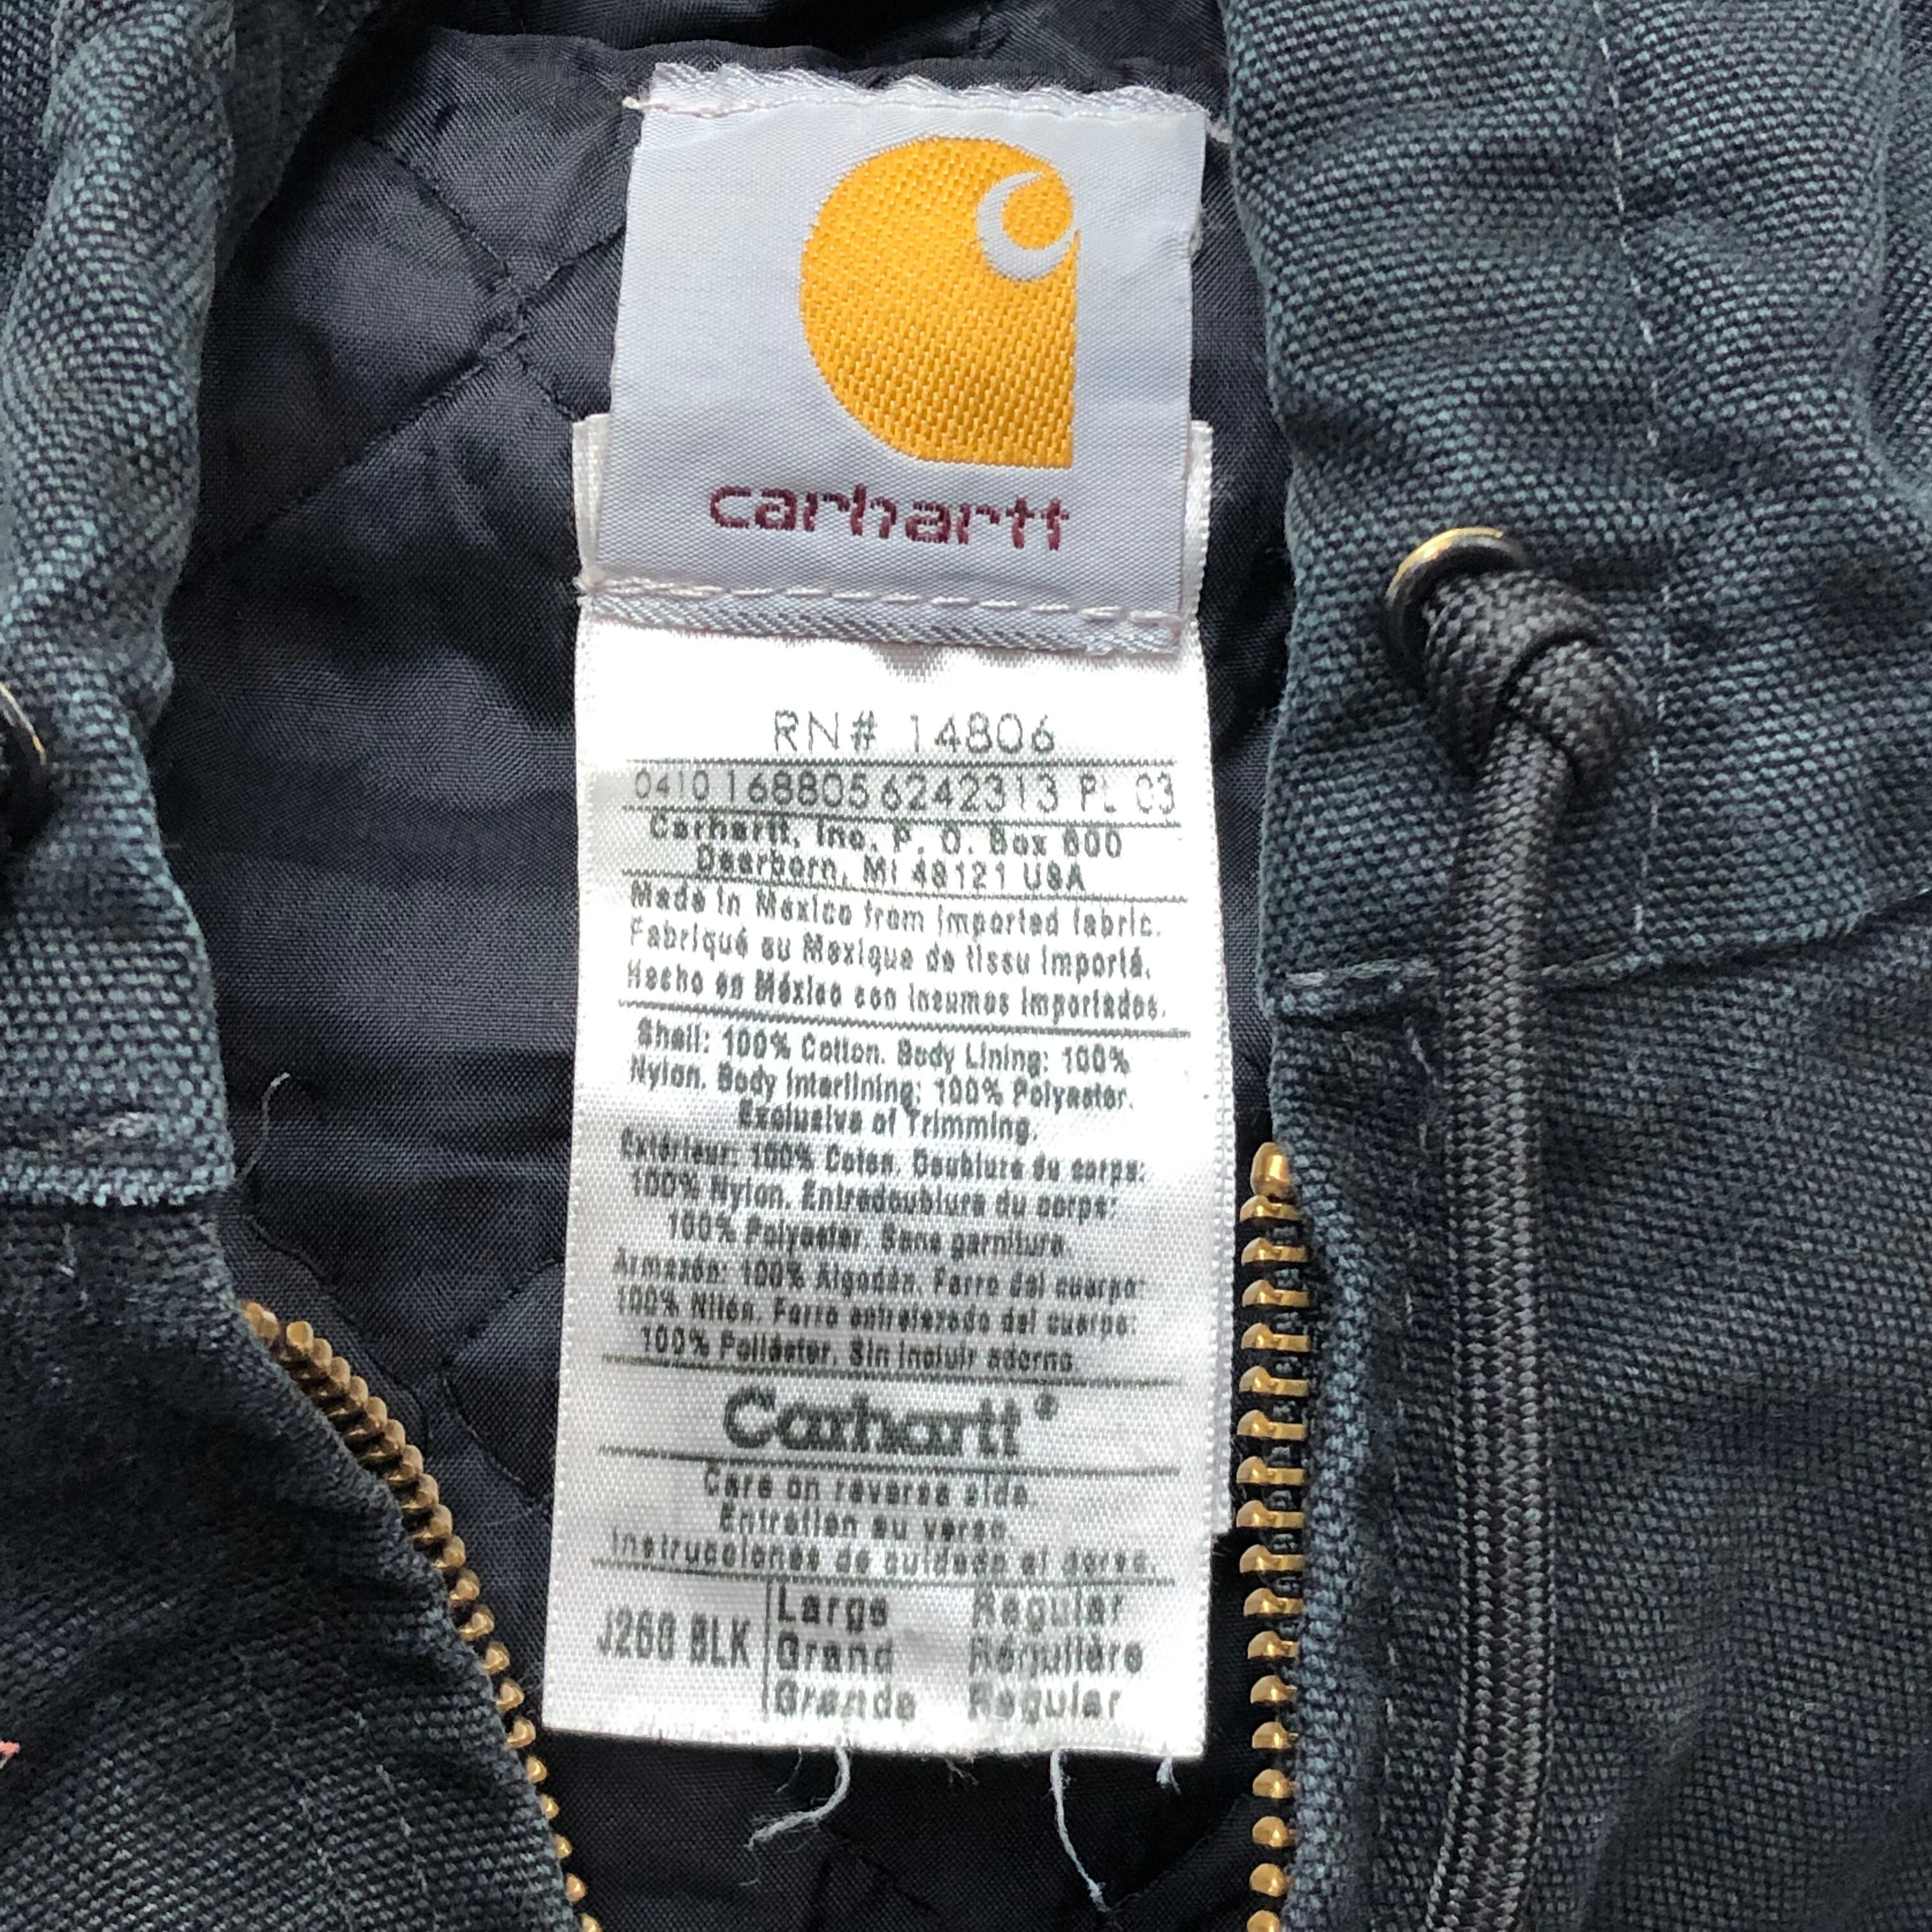 carhartt
RN# 14806
0410 1688056242313 PL 03
Carhartt, Inc. P. O. Box 600
Dearborn, MI 48121 USA
Made in Mexico from imported fabric.
Fabriqué au Mexique de tissu importé.
Hecho en México con insumos importados.
Shell: 100% Cotton. Body Lining: 100%
Nylon. Body Interlining: 100% Polyester.
Exclusive of Trimming.
Extérieur: 100% Coton. Doublure du corps:
100% Nylon. Entredoublure du corps:
100% Polyester. Sans garniture.
Armazón: 100% Algodón. Forro del cuerpo:
100% Nilón. Forro entrelazado del cuerpo:
100% Poliéster. Sin incluir adorno
Carhartt®
Care on reverse side.
Entretien au verso.
Instrucciones de cuidado al dorso.
J260 BLK Large Regular
Grand Régulière
Grande Regular